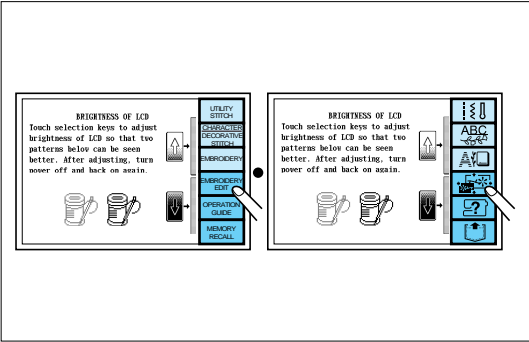 BRIGHTNESS OF LCD
Touch selection keys to adjust
brightness of LCD so that two
patterns below can be seen
better. After adjusting, turn
power off and back on again.
UTILITY
STITCH
CHARACTER
DECORATIVE
STITCH
EMBROIDERY
EMBROIDERY
EDIT
OPERATION
GUIDE
MEMORY
RECALL
BRIGHTNESS OF LCD
Touch selection keys to adjust
brightness of LCD so that two
patterns below can be seen
better. After adjusting, turn
power off and back on again.
ABC
A
?